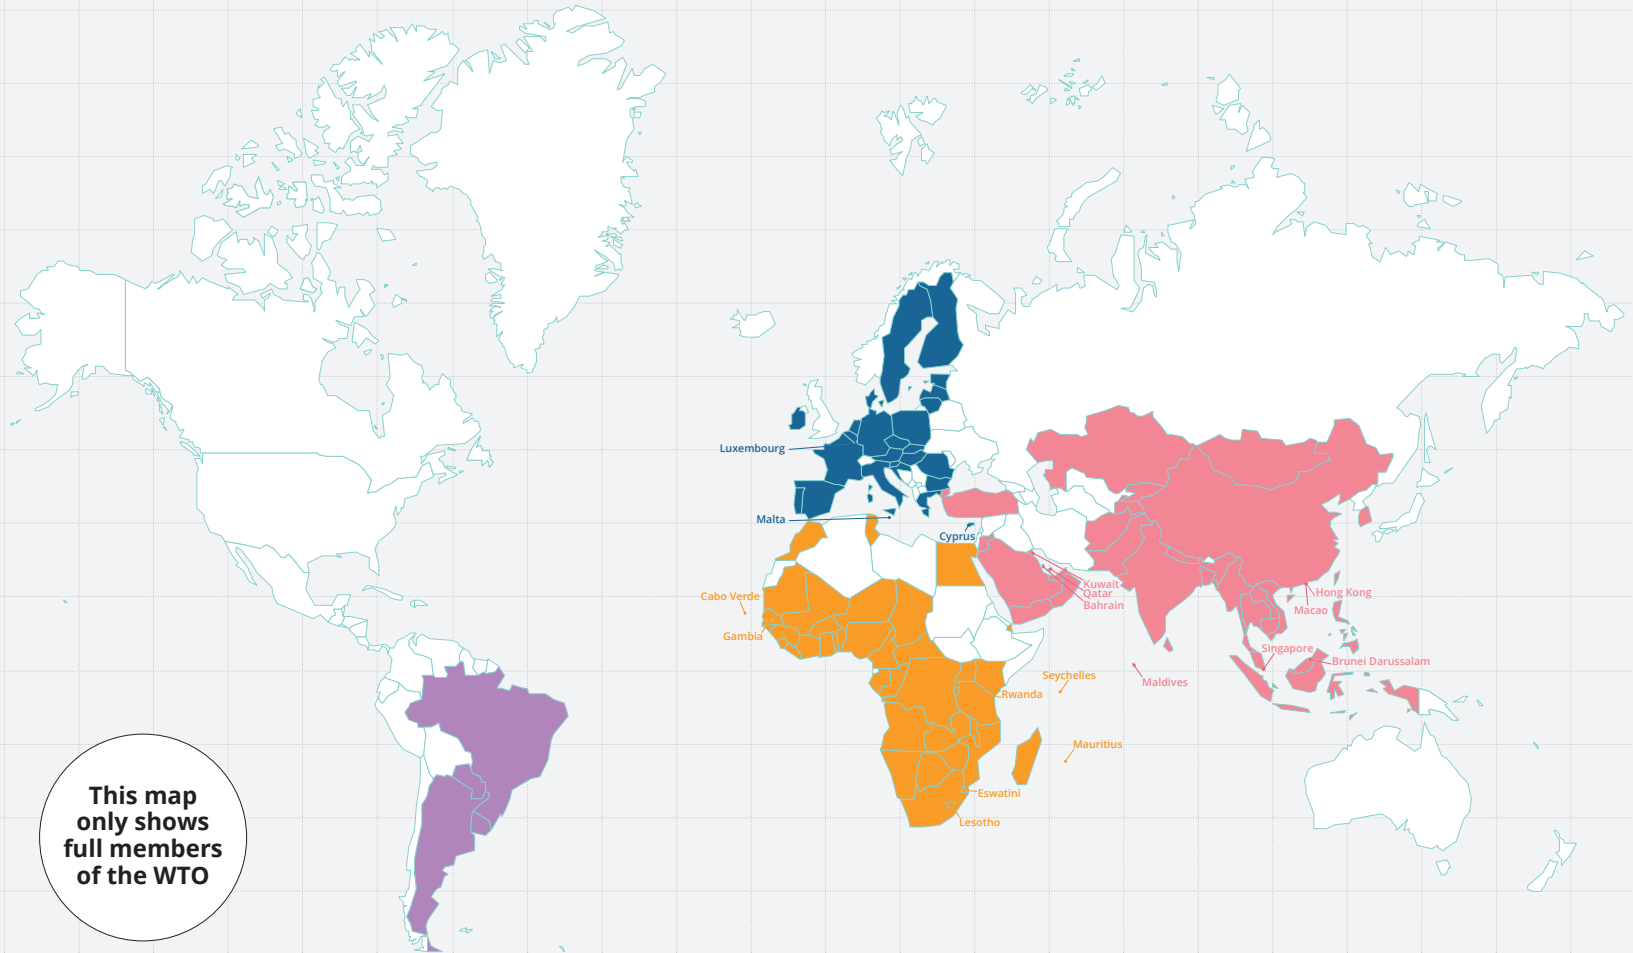 Luxembourg
Malta
Cyprus
Kuwait
Qatar
Bahrain
Hong Kong
Macao
Cabo Verde
Gambia
Singapore
Brunei Darussalam
Seychelles
Maldives
Rwanda
Mauritius
Eswatini
Lesotho
This map
only shows
full members
of the WTO